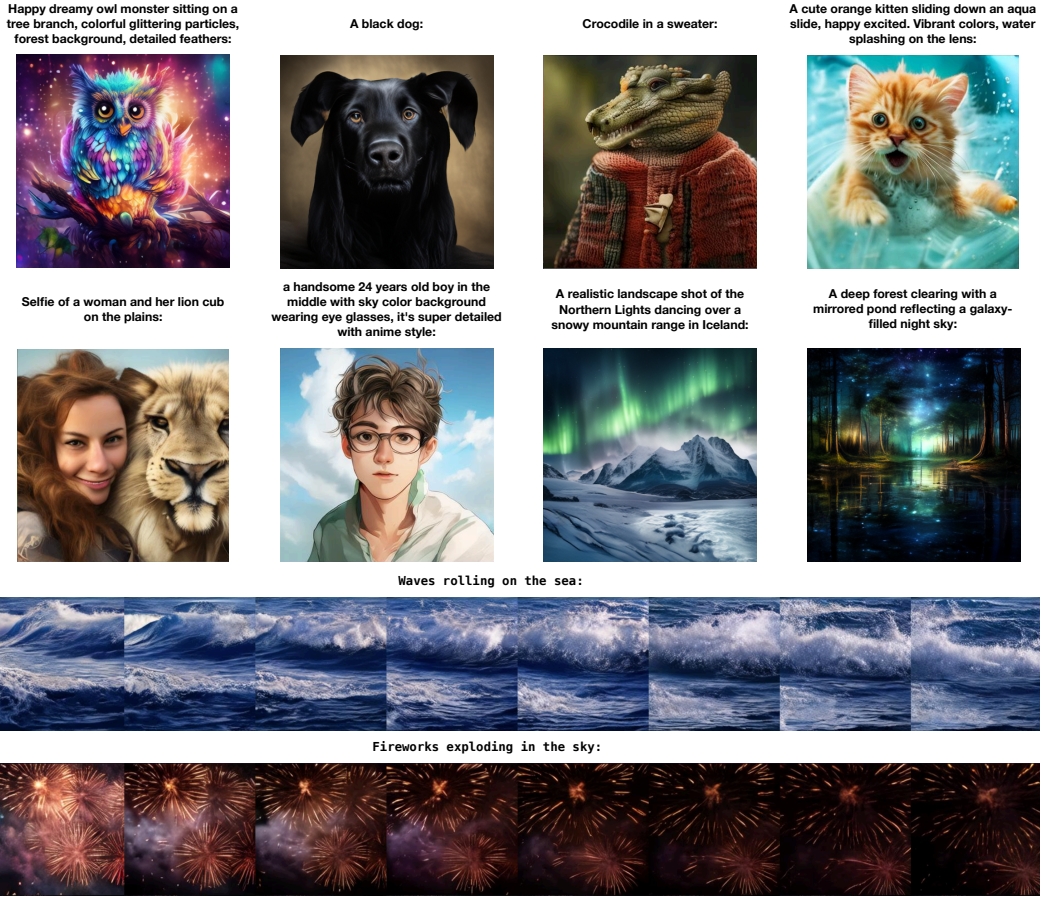 Happy dreamy owl monster sitting on a
tree branch, colorful glittering particles,
forest background, detailed feathers:
A black dog:
Crocodile in a sweater:
A cute orange kitten sliding down an aqua
slide, happy excited. Vibrant colors, water
splashing on the lens:
Selfie of a woman and her lion cub
on the plains:
a handsome 24 years old boy in the
middle with sky color background
wearing eye glasses, it's super detailed
with anime style:
A realistic landscape shot of the
Northern Lights dancing over a
snowy mountain range in Iceland:
A deep forest clearing with a
mirrored pond reflecting a galaxy-
filled night sky:
Waves rolling on the sea:
Fireworks exploding in the sky: